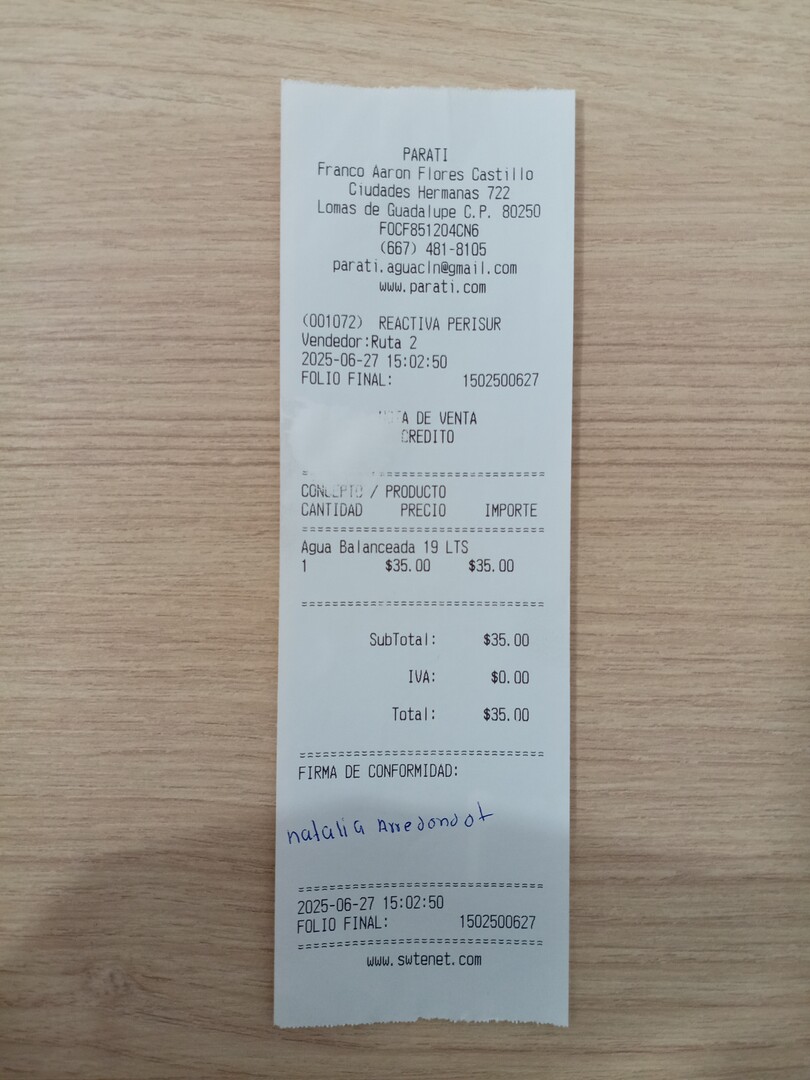 PARATI
Franco Aaron Flores Castillo
Ciudades Hermanas 722
Lomas de Guadalupe C.P. 80250
FOCF851204CN6
(667) 481-8105
parati.aguacln@gmail.com
www.parati.com
(001072) REACTIVA PERISUR
Vendedor:Ruta 2
2025-06-27 15:02:50
FOLIO FINAL: 1502500627
DE VENTA
CREDITO
==============================
CONCEPTO / PRODUCTO
CANTIDAD PRECIO IMPORTE
==============================
Agua Balanceada 19 LTS
1 $35.00 $35.00
==============================
SubTotal: $35.00
IVA: $0.00
Total: $35.00
==============================
FIRMA DE CONFORMIDAD:
natalia
==============================
2025-06-27 15:02:50
FOLIO FINAL: 1502500627
==============================
www.swtenet.com